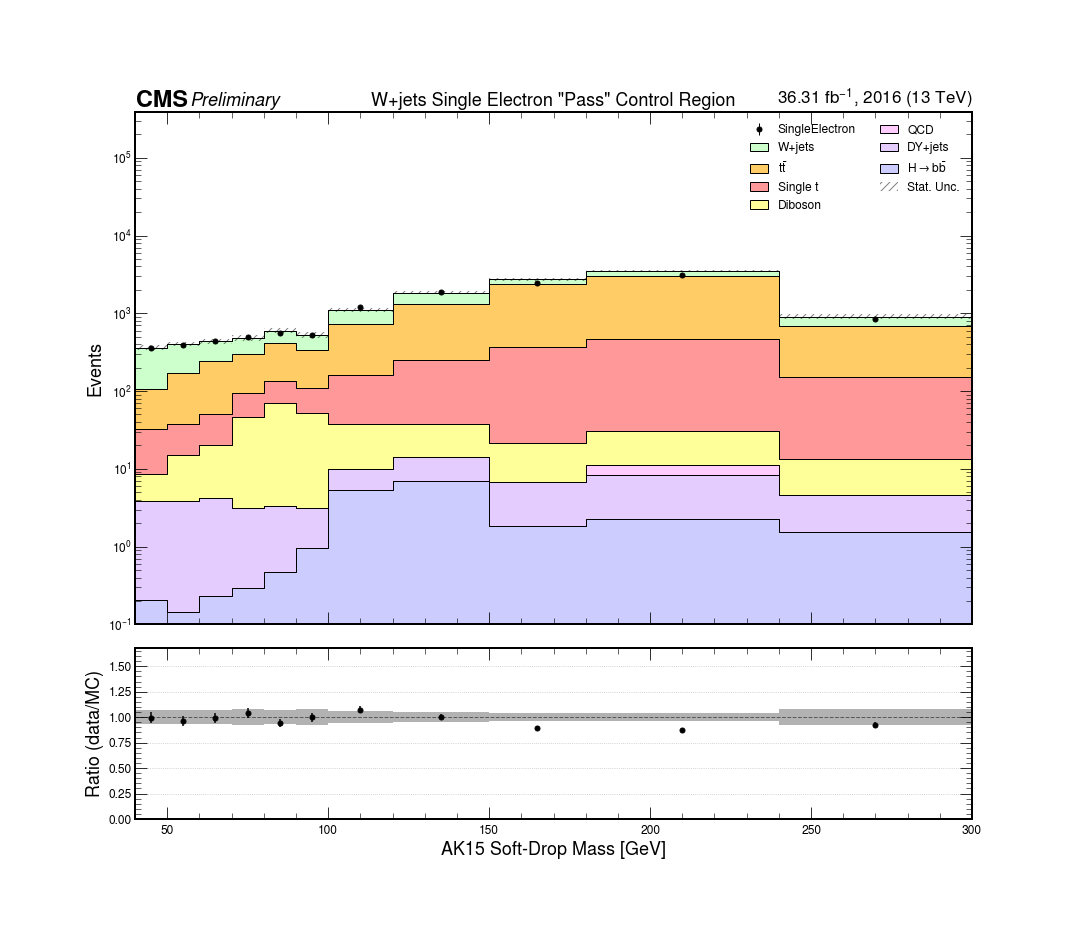 CMS Preliminary W+jets Single Electron "Pass" Control Region 36.31 fb⁻¹, 2016 (13 TeV)
SingleElectron QCD
W+jets DY+jets
tt̄ H→bb̄
Single t Stat. Unc.
Diboson
Events
10⁵
10⁴
10³
10²
10¹
10⁰
10⁻¹
Ratio (data/MC)
1.50
1.25
1.00
0.75
0.50
0.25
0.00
50 100 150 200 250 300
AK15 Soft-Drop Mass [GeV]